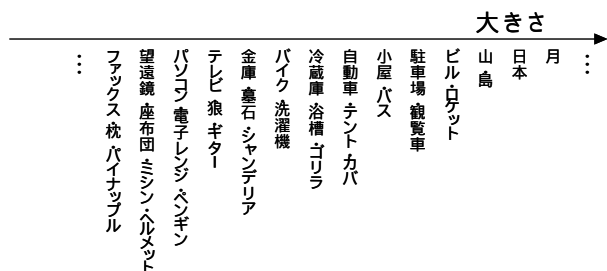 大きさ
…
ファックス・枕・パイナップル
望遠鏡・座布団・ミシン・ヘルメット
パソコン・電子レンジ・ペンギン
テレビ・狼・ギター
金庫・墓石・シャンデリア
バイク・洗濯機
冷蔵庫・浴槽・ゴリラ
自動車・テント・カバ
小屋・バス
駐車場・観覧車
ビル・ロケット
山・島
日本
月
…